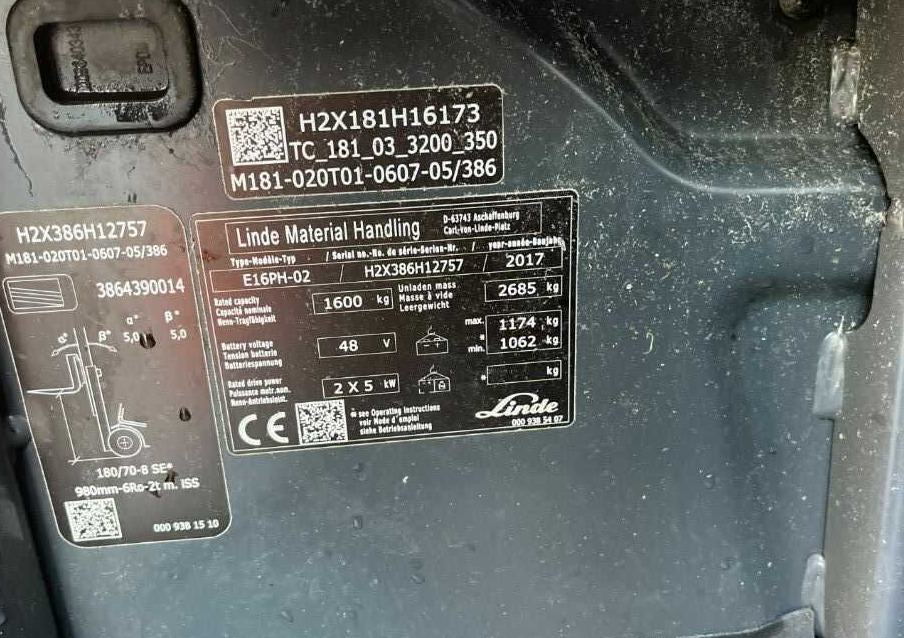 H2X181H16173
TC_181_03_3200_350
M181-020T01-0607-05/386
H2X386H12757
M181-020T01-0607-05/386
3864390014
α° β°
α° β° 5,0 5,0
180/70-8 SE*
980mm-6Ro-2t m. ISS
000 938 15 10
Linde Material Handling
D-63743 Aschaffenburg
Carl-von-Linde-Platz
Type-Modèle-Typ / Serial no.-No. de série-Serien-Nr. / year-année-Baujahr
E16PH-02 / H2X386H12757 / 2017
Rated capacity
Capacité nominale
Nenn-Tragfähigkeit
1600 kg
Unladen mass
Masse à vide
Leergewicht
2685 kg
Battery voltage
Tension batterie
Batteriespannung
48 V
max. 1174 kg
* min. 1062 kg
Rated drive power
Puissance motr.nom.
Nenn-Antriebsleist.
2 X 5 kW
A
* kg
CE
* see Operating Instructions
voir Mode d'emploi
siehe Betriebsanleitung
Linde
000 938 54 07